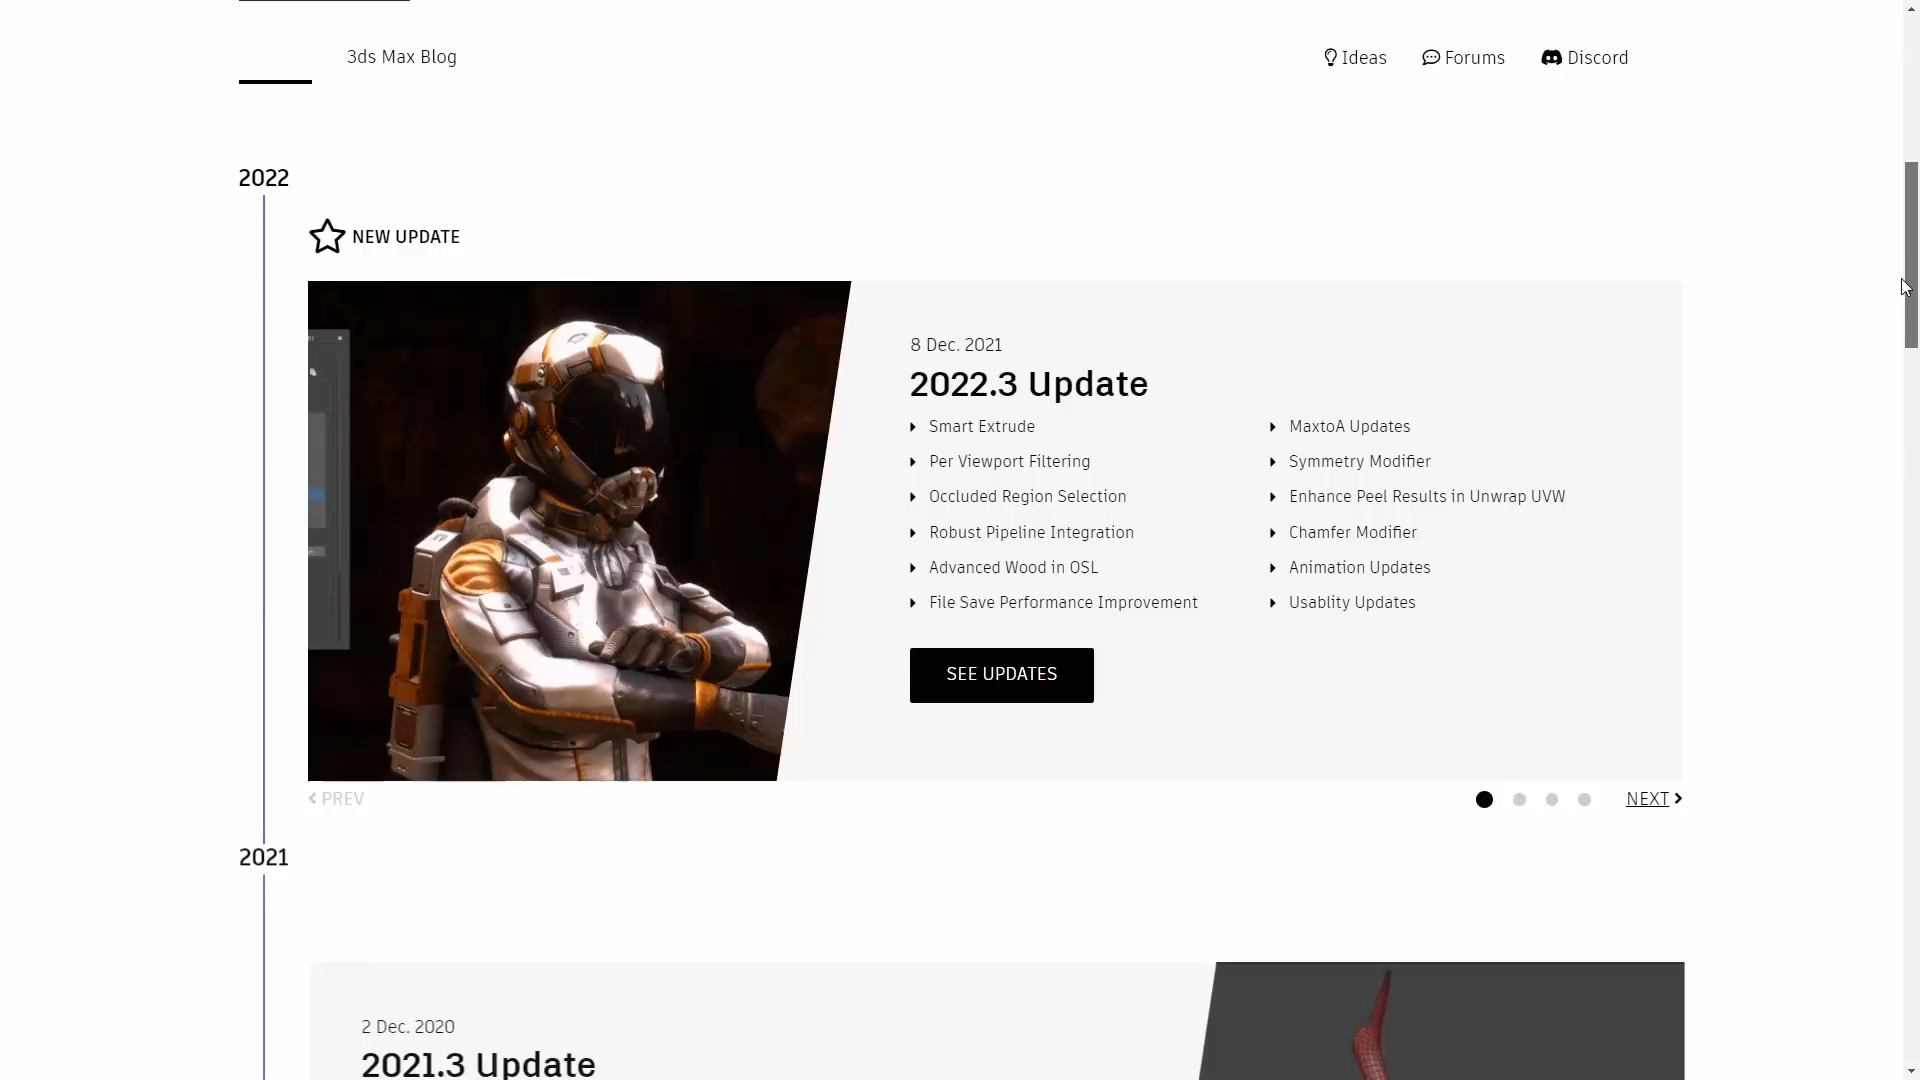 3ds Max Blog
Ideas
Forums
Discord
2022
NEW UPDATE
8 Dec. 2021
2022.3 Update
Smart Extrude
Per Viewport Filtering
Occluded Region Selection
Robust Pipeline Integration
Advanced Wood in OSL
File Save Performance Improvement
MaxtoA Updates
Symmetry Modifier
Enhance Peel Results in Unwrap UVW
Chamfer Modifier
Animation Updates
Usablity Updates
SEE UPDATES
PREV
NEXT
2021
2 Dec. 2020
2021.3 Update